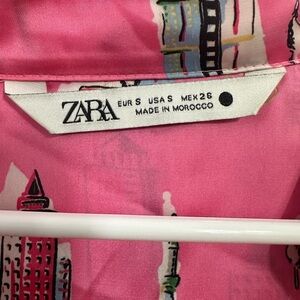 ZARA EUR S USA S MEX 26
MADE IN MOROCCO